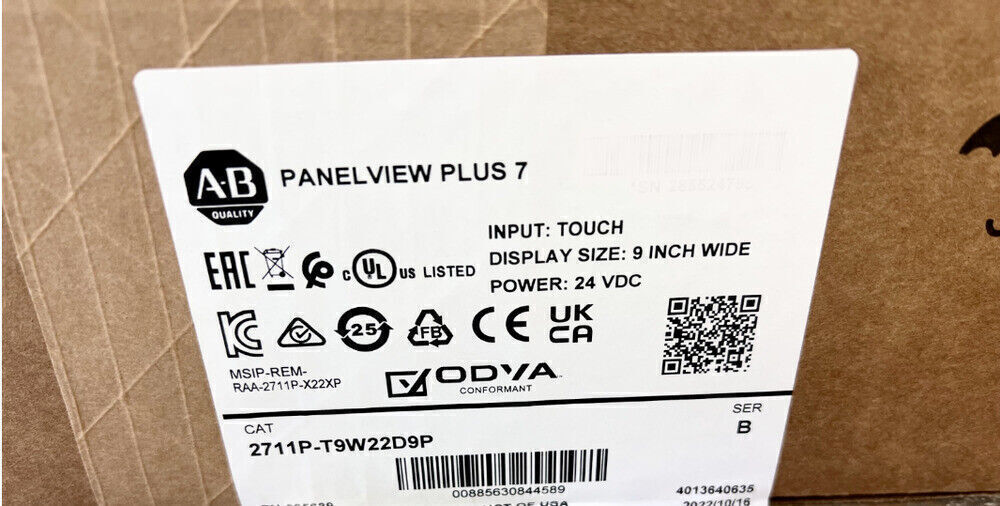 A·B
QUALITY
PANELVIEW PLUS 7
INPUT: TOUCH
DISPLAY SIZE: 9 INCH WIDE
POWER: 24 VDC
EAC
C UL US LISTED
25
FB
CE
UK
CA
MSIP-REM-
RAA-2711P-X22XP
ODVA
CONFORMANT
CAT
SER
2711P-T9W22D9P
B
00885630844589
4013640635
OF USA
2022/10/16